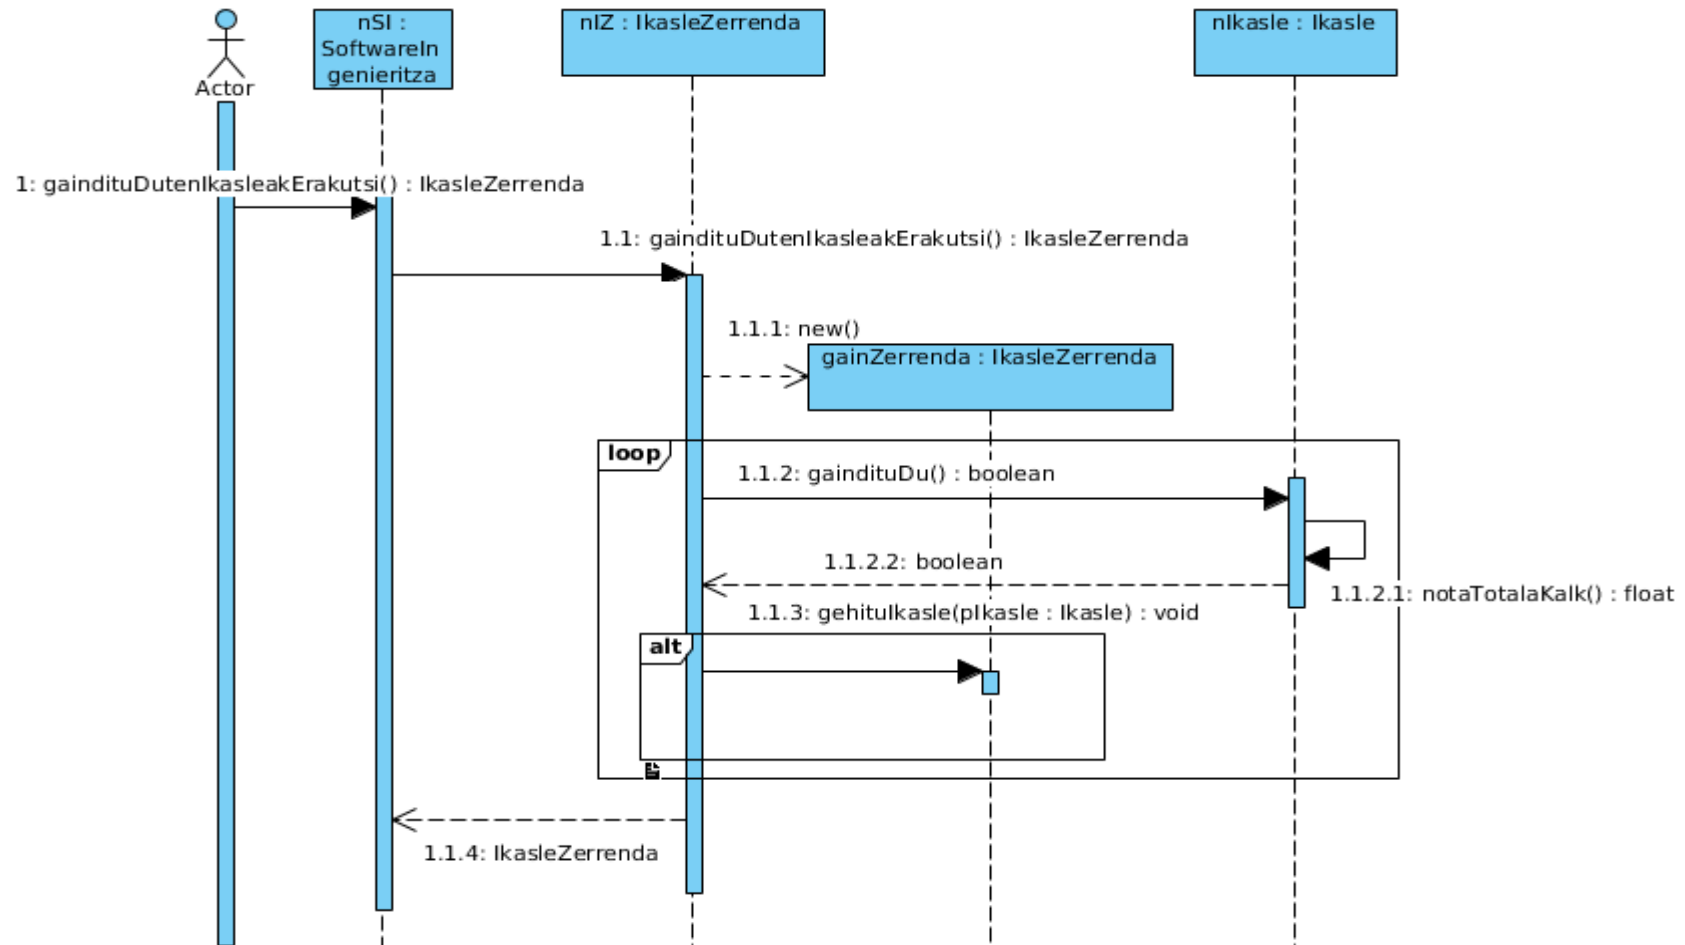 nSI :
SoftwareIn
genieritza
nIZ : IkasleZerrenda
nIkasle : Ikasle
Actor
1: gaindituDutenIkasleakErakutsi() : IkasleZerrenda
1.1: gaindituDutenIkasleakErakutsi() : IkasleZerrenda
1.1.1: new()
gainZerrenda : IkasleZerrenda
loop
1.1.2: gaindituDu() : boolean
1.1.2.2: boolean
1.1.2.1: notaTotalaKalk() : float
1.1.3: gehituIkasle(pIkasle : Ikasle) : void
alt
1.1.4: IkasleZerrenda